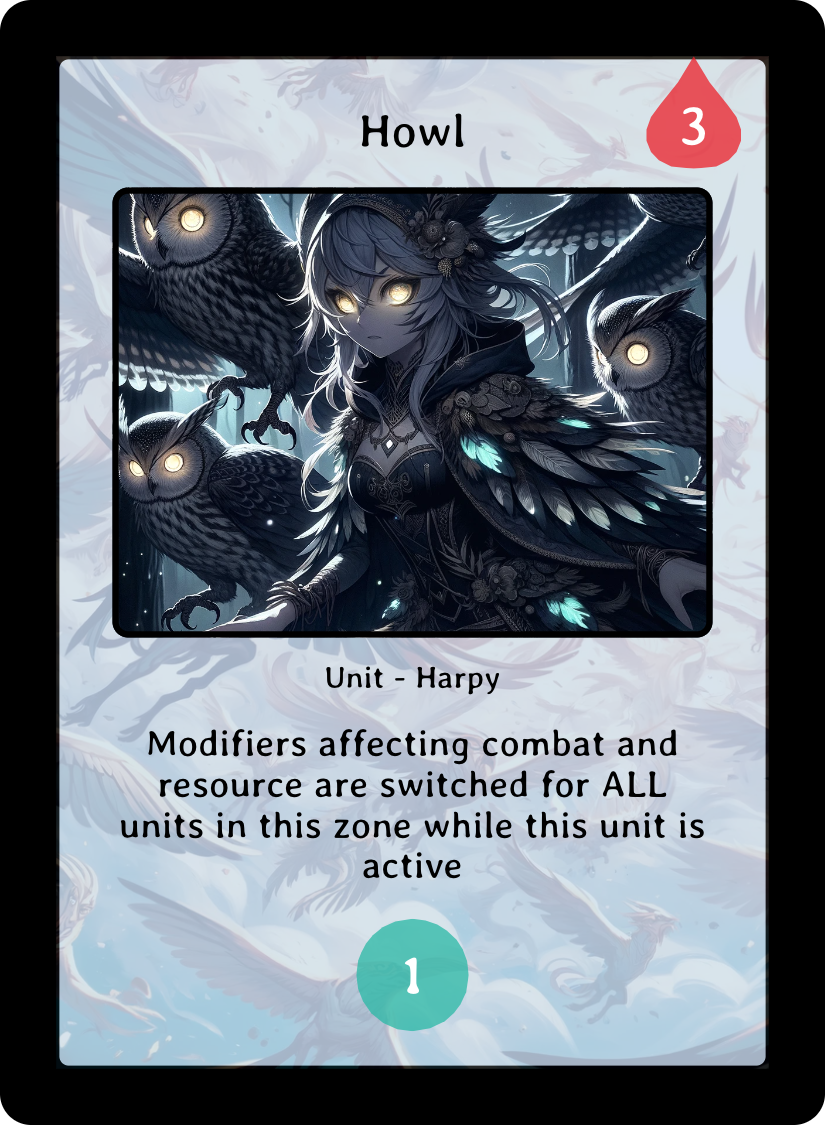 Howl
3
Unit - Harpy
Modifiers affecting combat and
resource are switched for ALL
units in this zone while this unit is
active
1